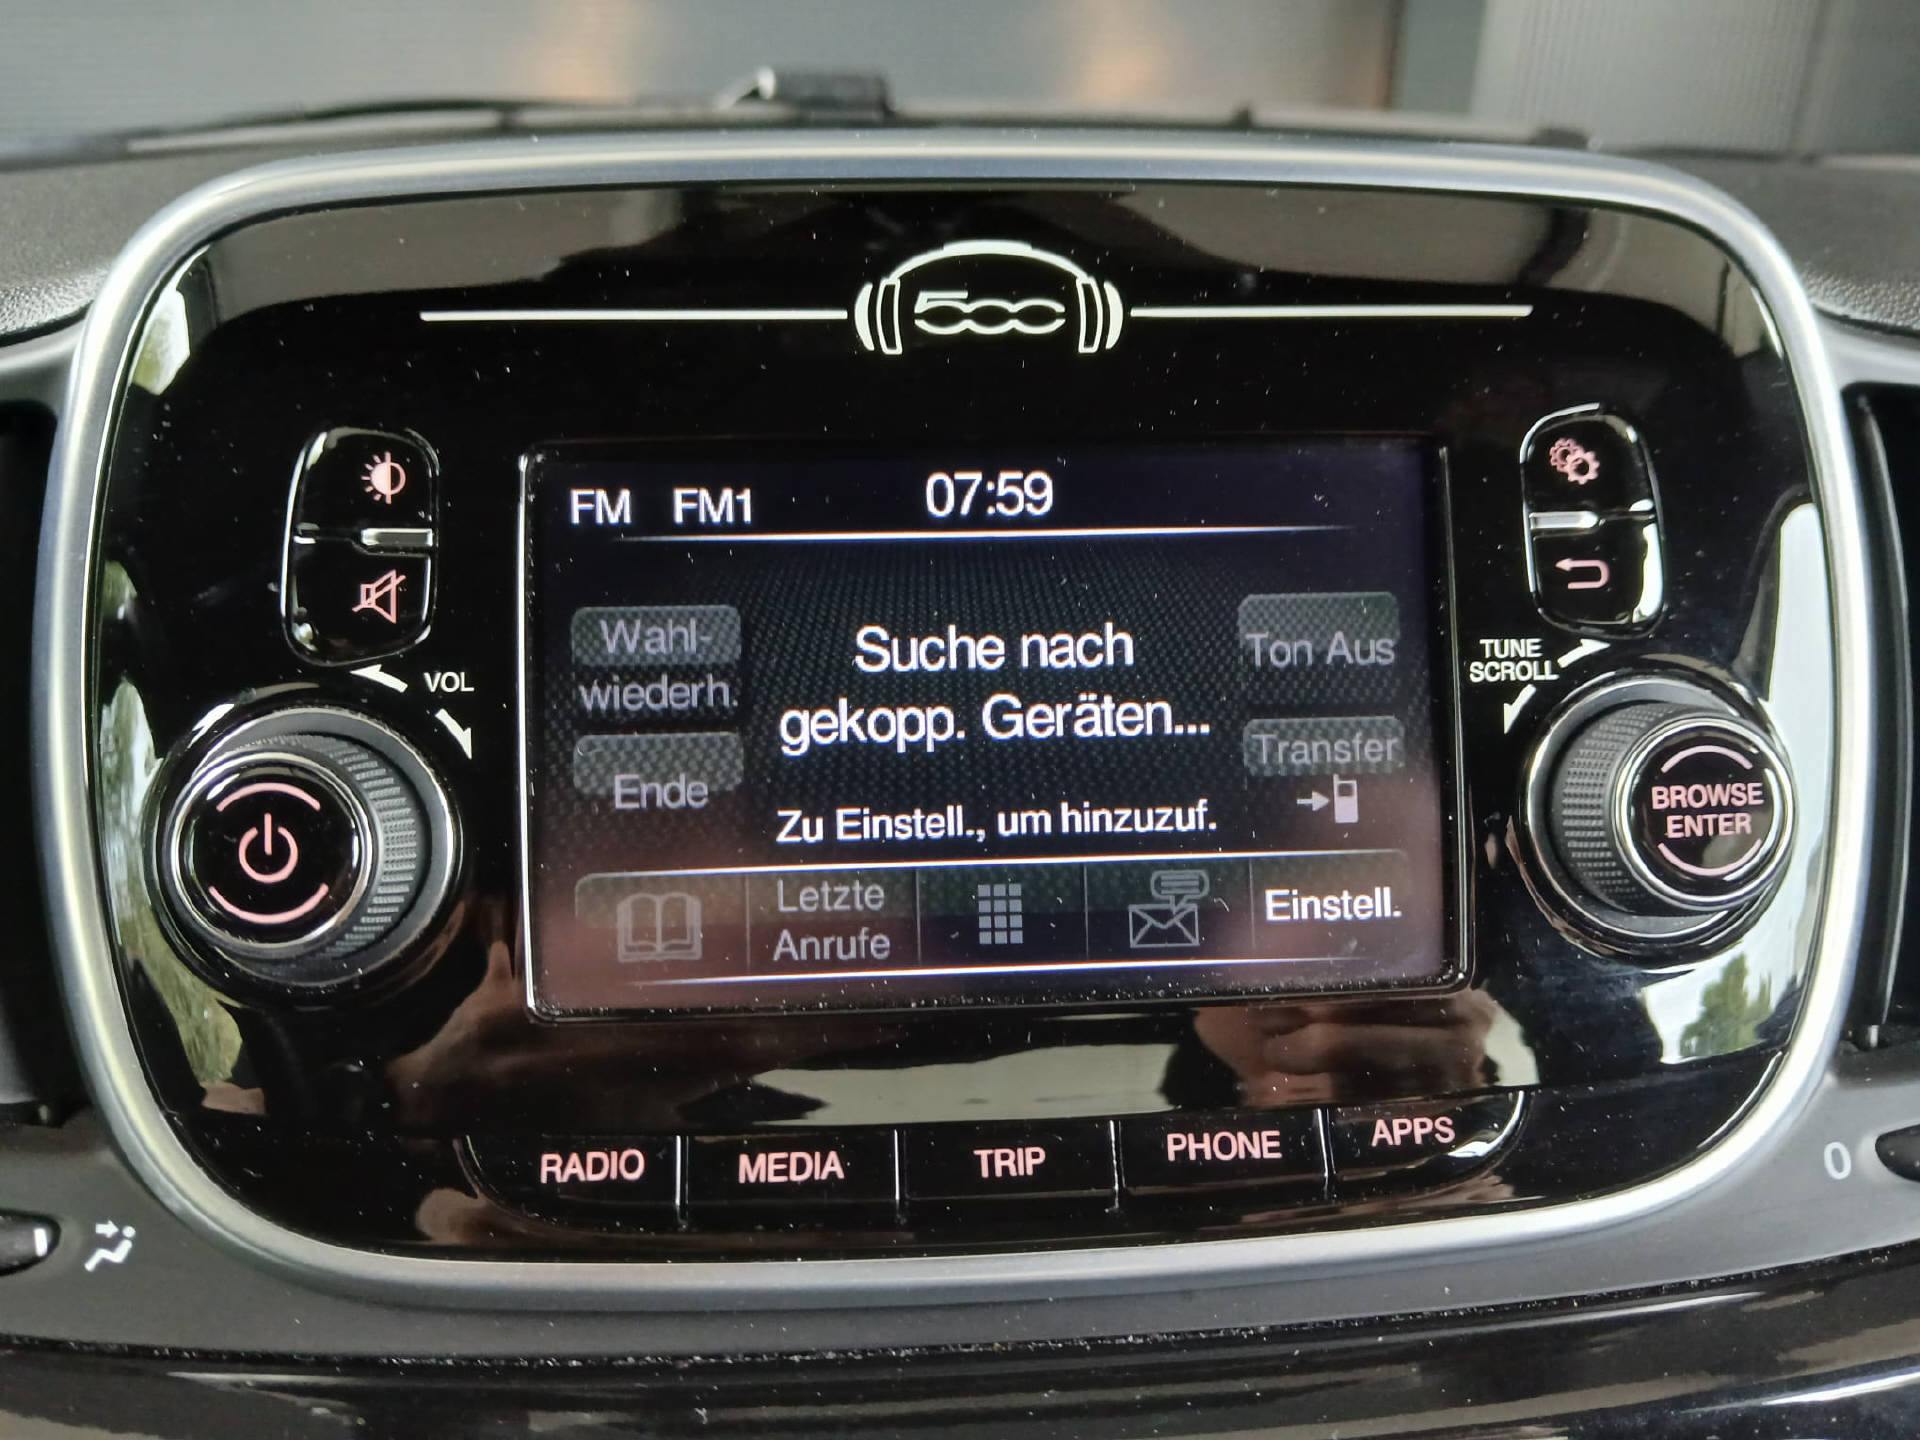 500
FM FM1 07:59
Wahl-
wiederh.
Suche nach
gekopp. Geräten...
Ton Aus
Ende
Transfer
Zu Einstell., um hinzuzuf.
Letzte
Anrufe
Einstell.
VOL
TUNE
SCROLL
BROWSE
ENTER
RADIO MEDIA TRIP PHONE APPS
0